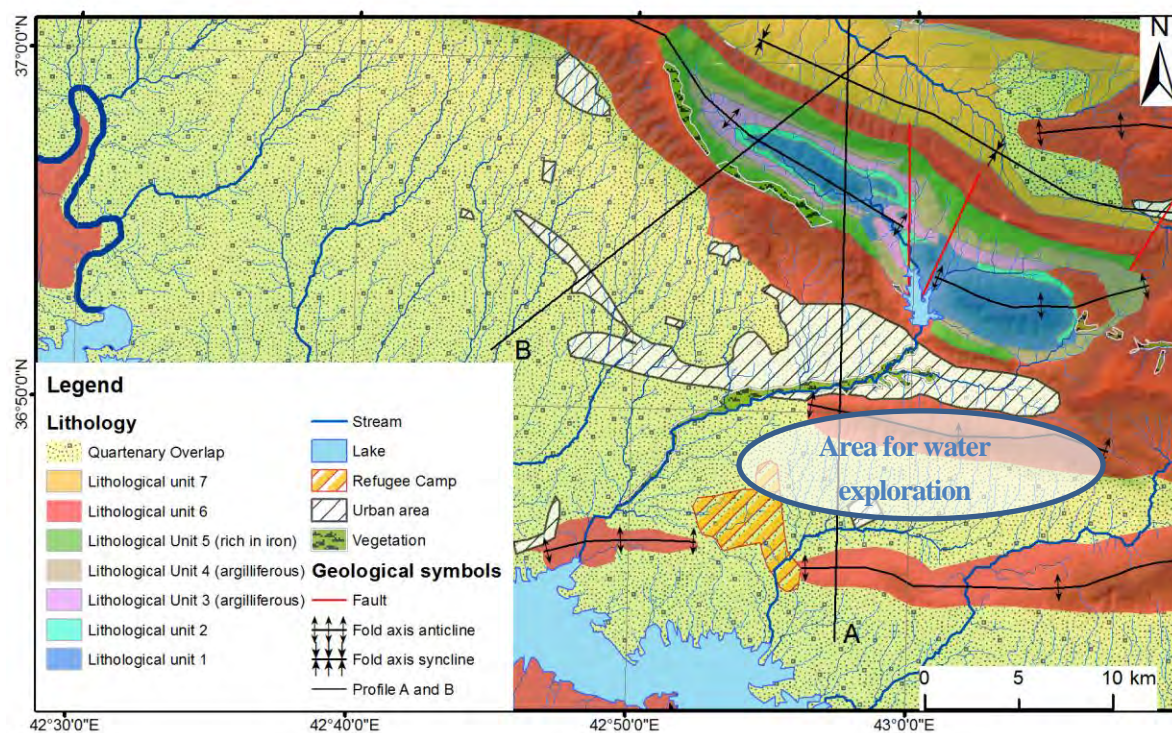 37°0'0"N
N
B
Area for water
exploration
36°50'0"N
A
Legend
Lithology
Quartenary Overlap
Lithological unit 7
Lithological unit 6
Lithological Unit 5 (rich in iron)
Lithological Unit 4 (argilliferous)
Lithological Unit 3 (argilliferous)
Lithological unit 2
Lithological unit 1
Stream
Lake
Refugee Camp
Urban area
Vegetation
Geological symbols
Fault
Fold axis anticline
Fold axis syncline
Profile A and B
0 5 10 km
42°30'0"E 42°40'0"E 42°50'0"E 43°0'0"E